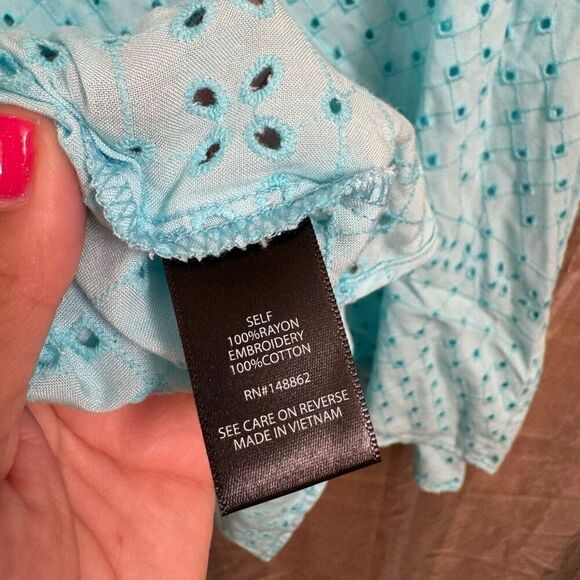 SELF
100%RAYON
EMBROIDERY
100%COTTON
RN#148862
SEE CARE ON REVERSE
MADE IN VIETNAM